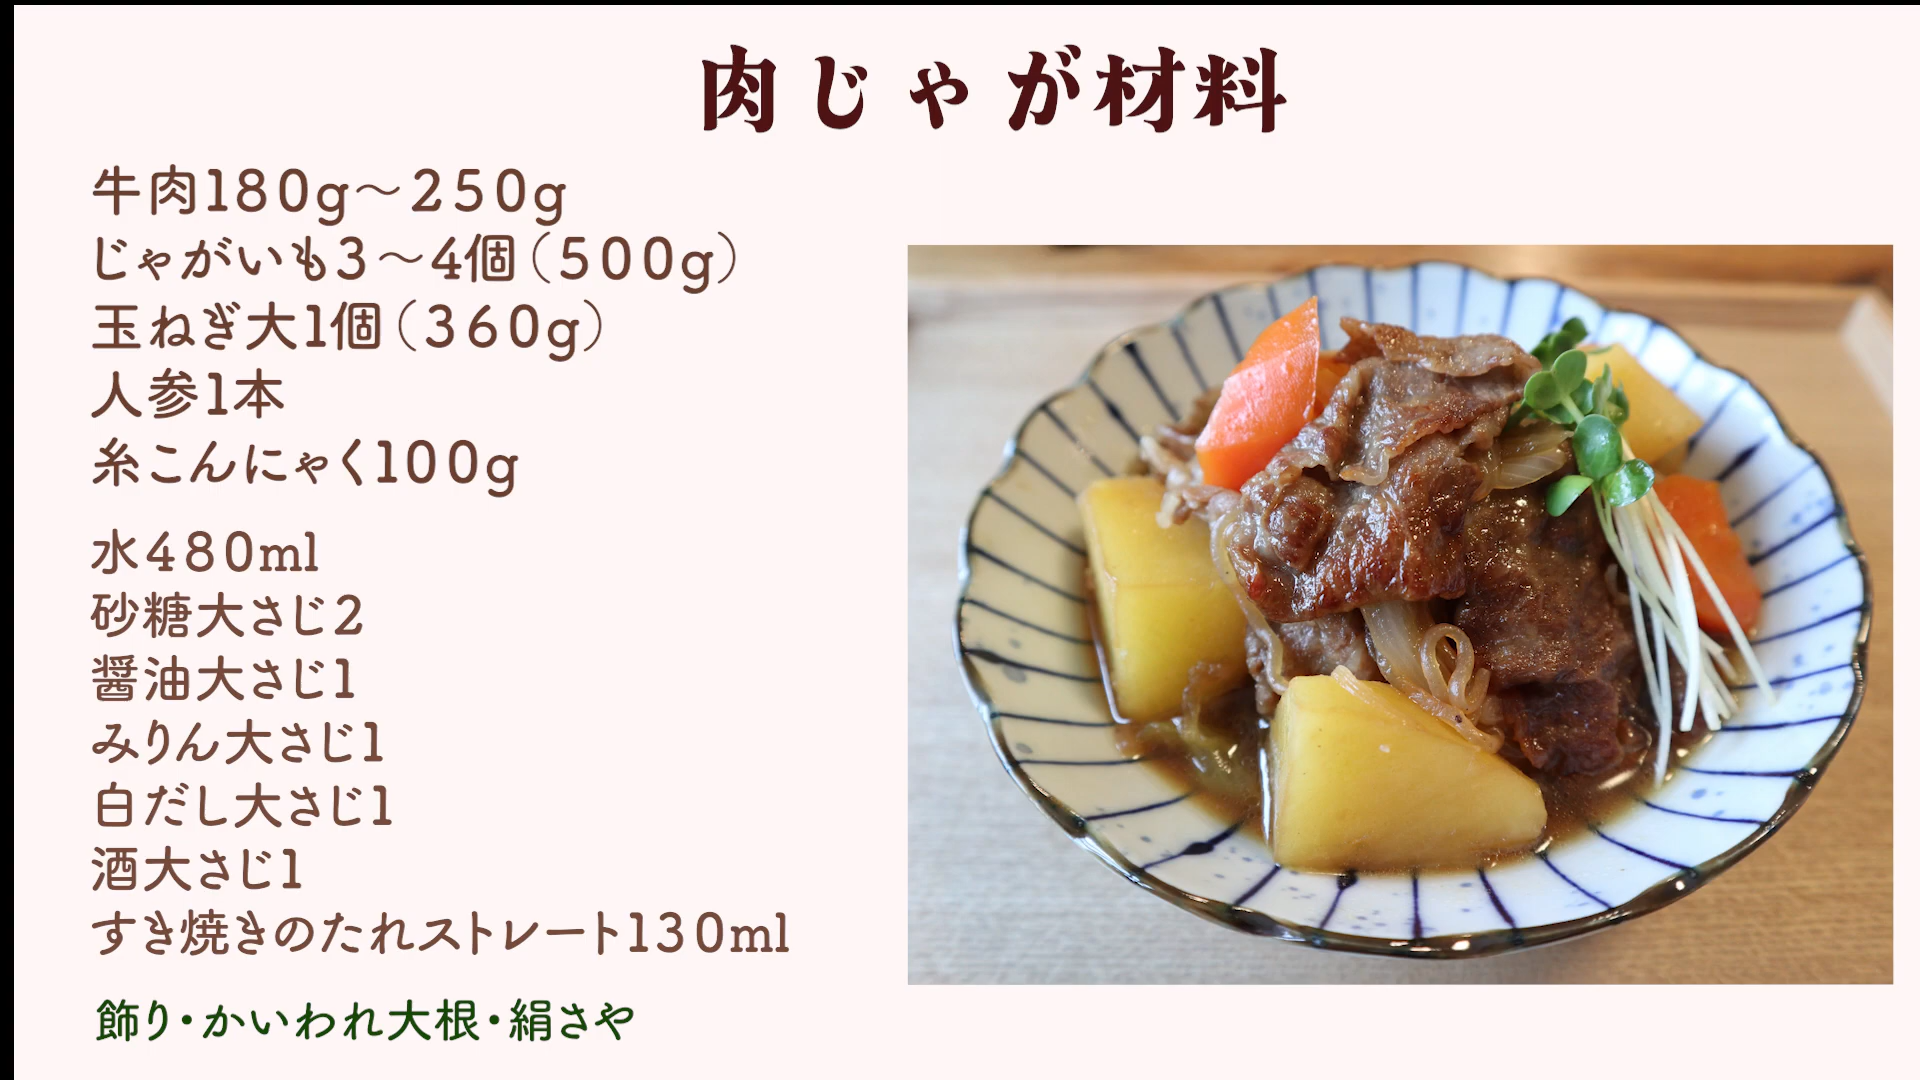 肉じゃが材料
牛肉180g～250g
じゃがいも3～4個（500g）
玉ねぎ大1個（360g）
人参1本
糸こんにゃく100g
水480ml
砂糖大さじ2
醤油大さじ1
みりん大さじ1
白だし大さじ1
酒大さじ1
すき焼きのたれストレート130ml
飾り・かいわれ大根・絹さや